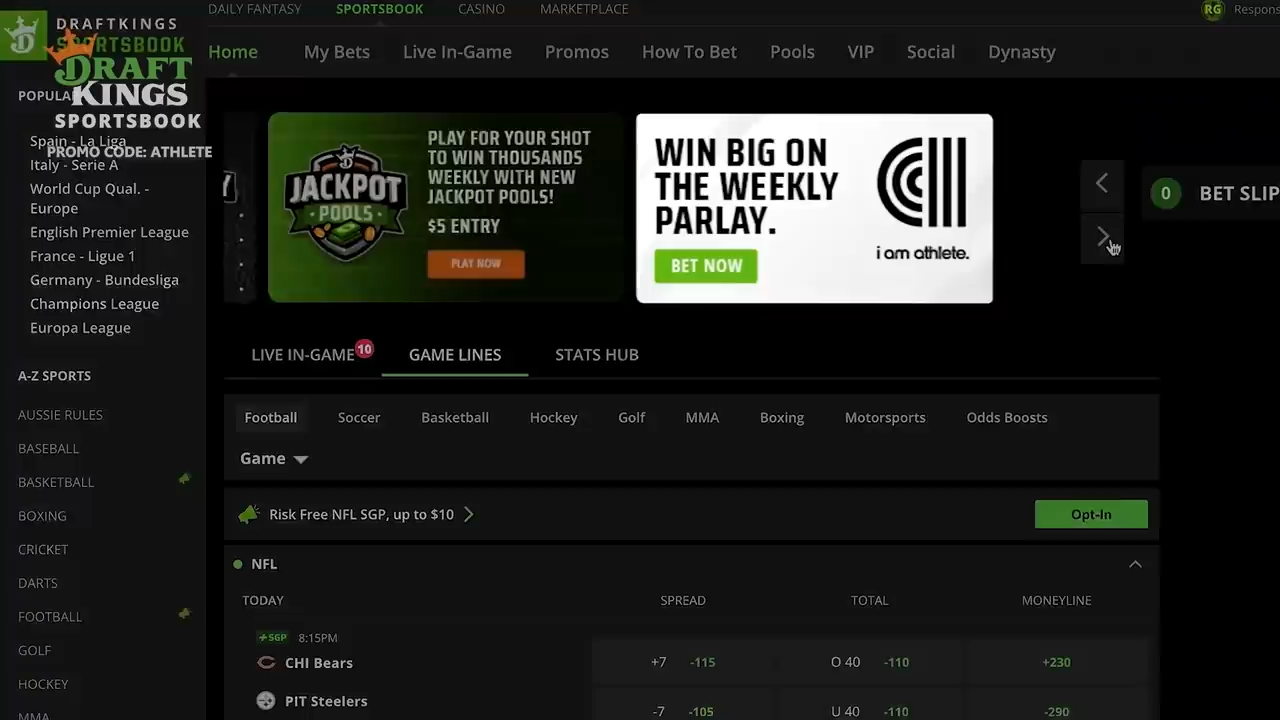 DRAFTKINGS
SPORTSBOOK
DRAFT
KINGS
SPORTSBOOK
PROMO CODE: ATHLETE
DAILY FANTASY
SPORTSBOOK
CASINO
MARKETPLACE
RG
Respons
Home
My Bets
Live In-Game
Promos
How To Bet
Pools
VIP
Social
Dynasty
POPULA
Spain - La Liga
Italy - Serie A
World Cup Qual. -
Europe
English Premier League
France - Ligue 1
Germany - Bundesliga
Champions League
Europa League
A-Z SPORTS
AUSSIE RULES
BASEBALL
BASKETBALL
BOXING
CRICKET
DARTS
FOOTBALL
GOLF
HOCKEY
MMA
JACKPOT
POOLS
PLAY FOR YOUR SHOT
TO WIN THOUSANDS
WEEKLY WITH NEW
JACKPOT POOLS!
$5 ENTRY
PLAY NOW
WIN BIG ON
THE WEEKLY
PARLAY.
BET NOW
i am athlete.
0 BET SLIP
LIVE IN-GAME 10
GAME LINES
STATS HUB
Football
Soccer
Basketball
Hockey
Golf
MMA
Boxing
Motorsports
Odds Boosts
Game
Risk Free NFL SGP, up to $10
Opt-In
NFL
TODAY SPREAD TOTAL MONEYLINE
+SGP 8:15PM
CHI Bears +7 -115 O 40 -110 +230
PIT Steelers -7 -105 U 40 -110 -290